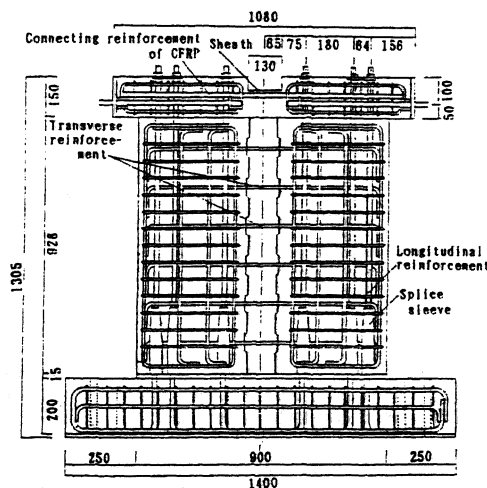 1080
Connecting reinforcement
of CFRP
Sheath
65 75 180 64 156
130
150
100
50
Transverse
reinforce-
ment
926
1305
Longitudinal
reinforcement
Splice
sleeve
15
200
250 900 250
1400